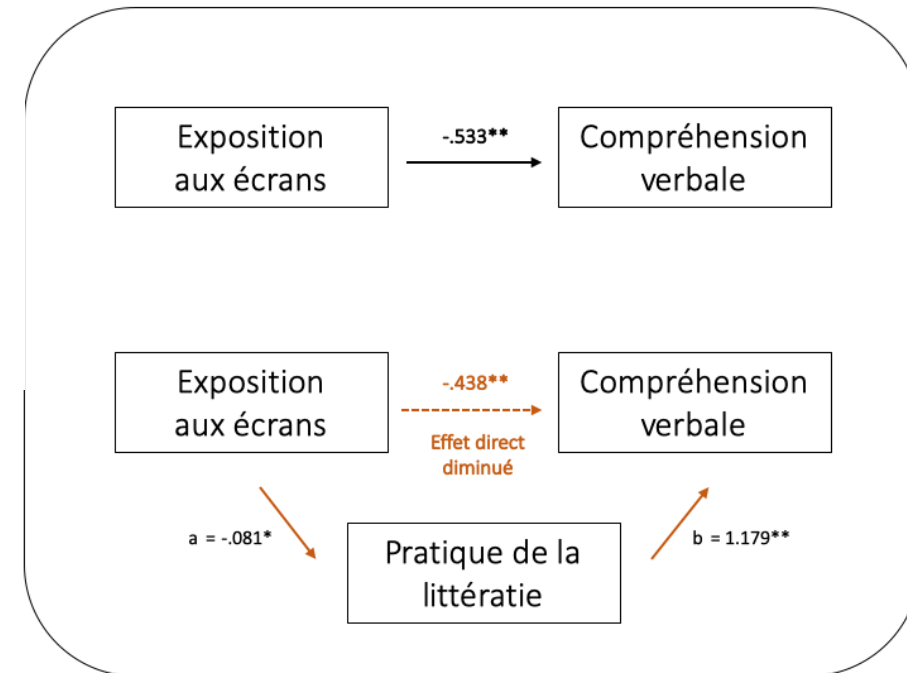 Exposition
aux écrans
-.533**
Compréhension
verbale
Exposition
aux écrans
-.438**
Effet direct
diminué
Compréhension
verbale
a = -.081*
Pratique de la
littératie
b = 1.179**